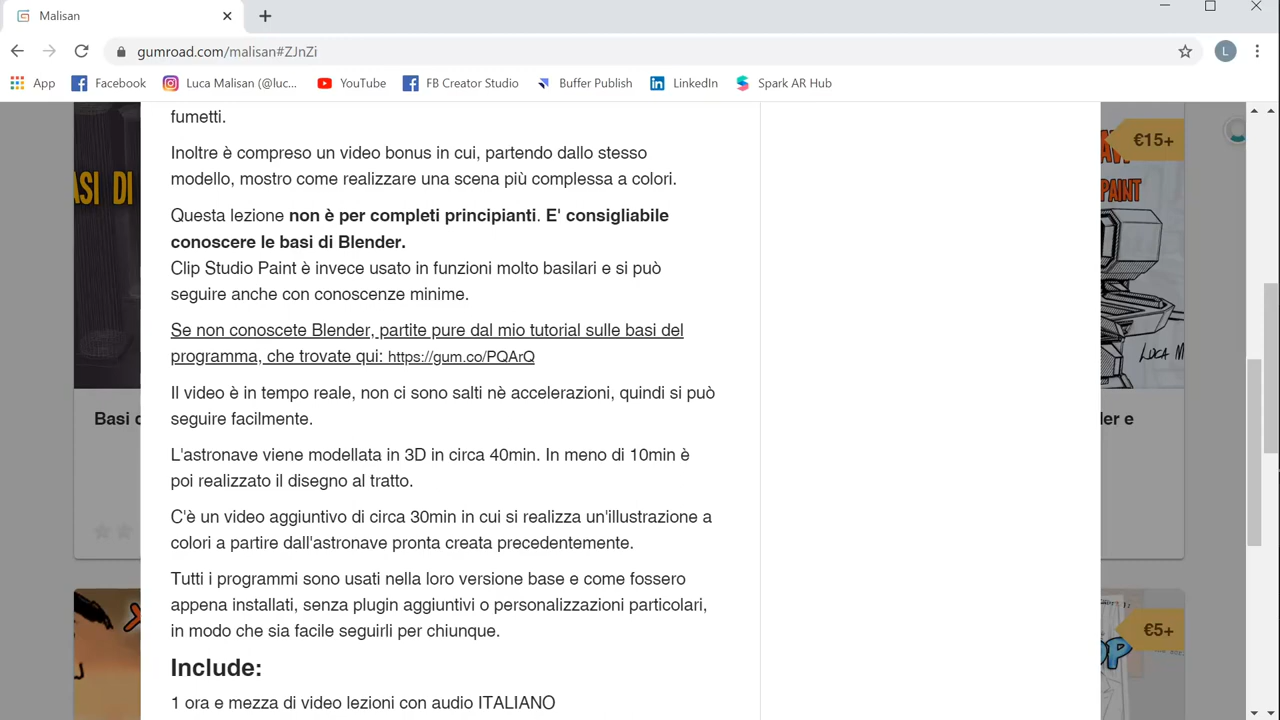 Malisan
gumroad.com/malisan#ZJnZi
L
App Facebook Luca Malisan (@luc... YouTube FB Creator Studio Buffer Publish LinkedIn Spark AR Hub
fumetti.
Inoltre è compreso un video bonus in cui, partendo dallo stesso
modello, mostro come realizzare una scena più complessa a colori.
Questa lezione non è per completi principianti. E' consigliabile
conoscere le basi di Blender.
Clip Studio Paint è invece usato in funzioni molto basilari e si può
seguire anche con conoscenze minime.
Se non conoscete Blender, partite pure dal mio tutorial sulle basi del
programma, che trovate qui: https://gum.co/PQArQ
Il video è in tempo reale, non ci sono salti nè accelerazioni, quindi si può
seguire facilmente.
L'astronave viene modellata in 3D in circa 40min. In meno di 10min è
poi realizzato il disegno al tratto.
C'è un video aggiuntivo di circa 30min in cui si realizza un'illustrazione a
colori a partire dall'astronave pronta creata precedentemente.
Tutti i programmi sono usati nella loro versione base e come fossero
appena installati, senza plugin aggiuntivi o personalizzazioni particolari,
in modo che sia facile seguirli per chiunque.
Include:
1 ora e mezza di video lezioni con audio ITALIANO
ASI DI
Basi
€15+
PAINT
LUCA M
er e
€5+
OP